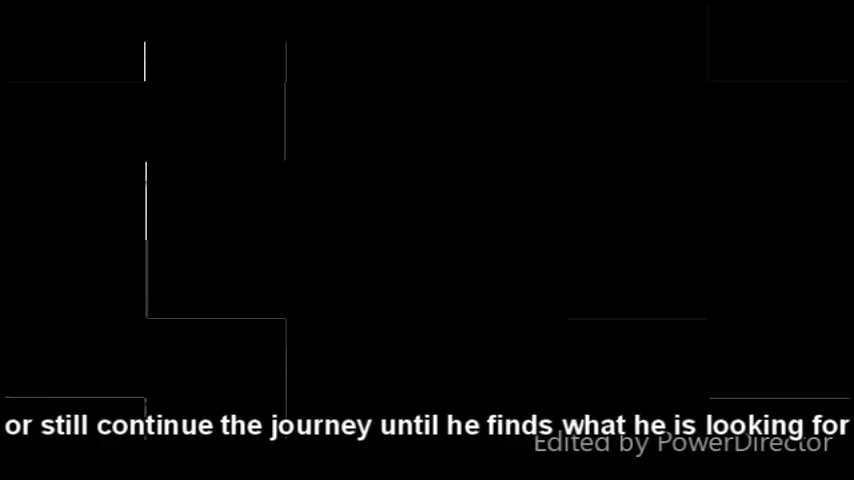 or still continue the journey until he finds what he is looking for
Edited by PowerDirector